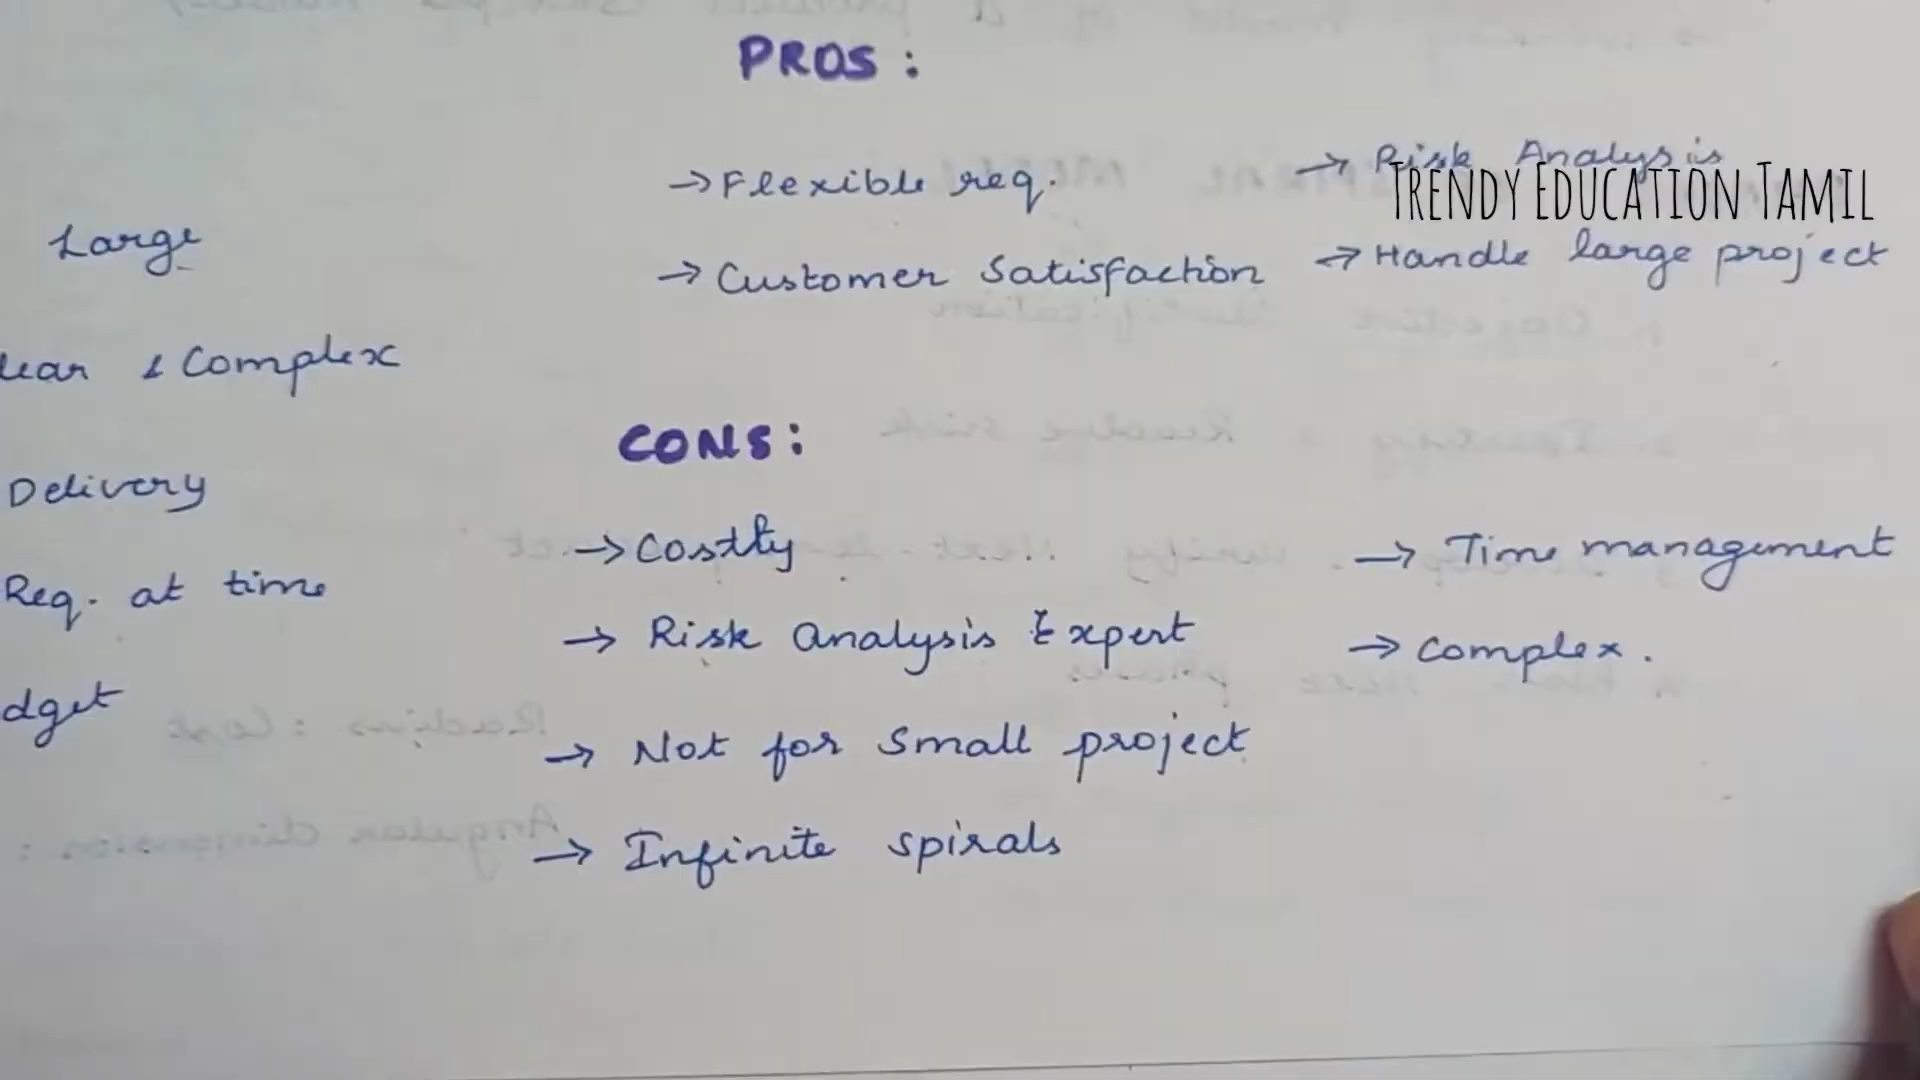 PROS :
→ Flexible req.
→ Risk Analysis
TRENDY EDUCATION TAMIL
→ Customer Satisfaction
→ Handle large project
Large
& Complex
Delivery
Req. at time
CONS :
→ Costly
→ Time management
→ Risk analysis Expert
→ Complex.
→ Not for small project
→ Infinite spirals